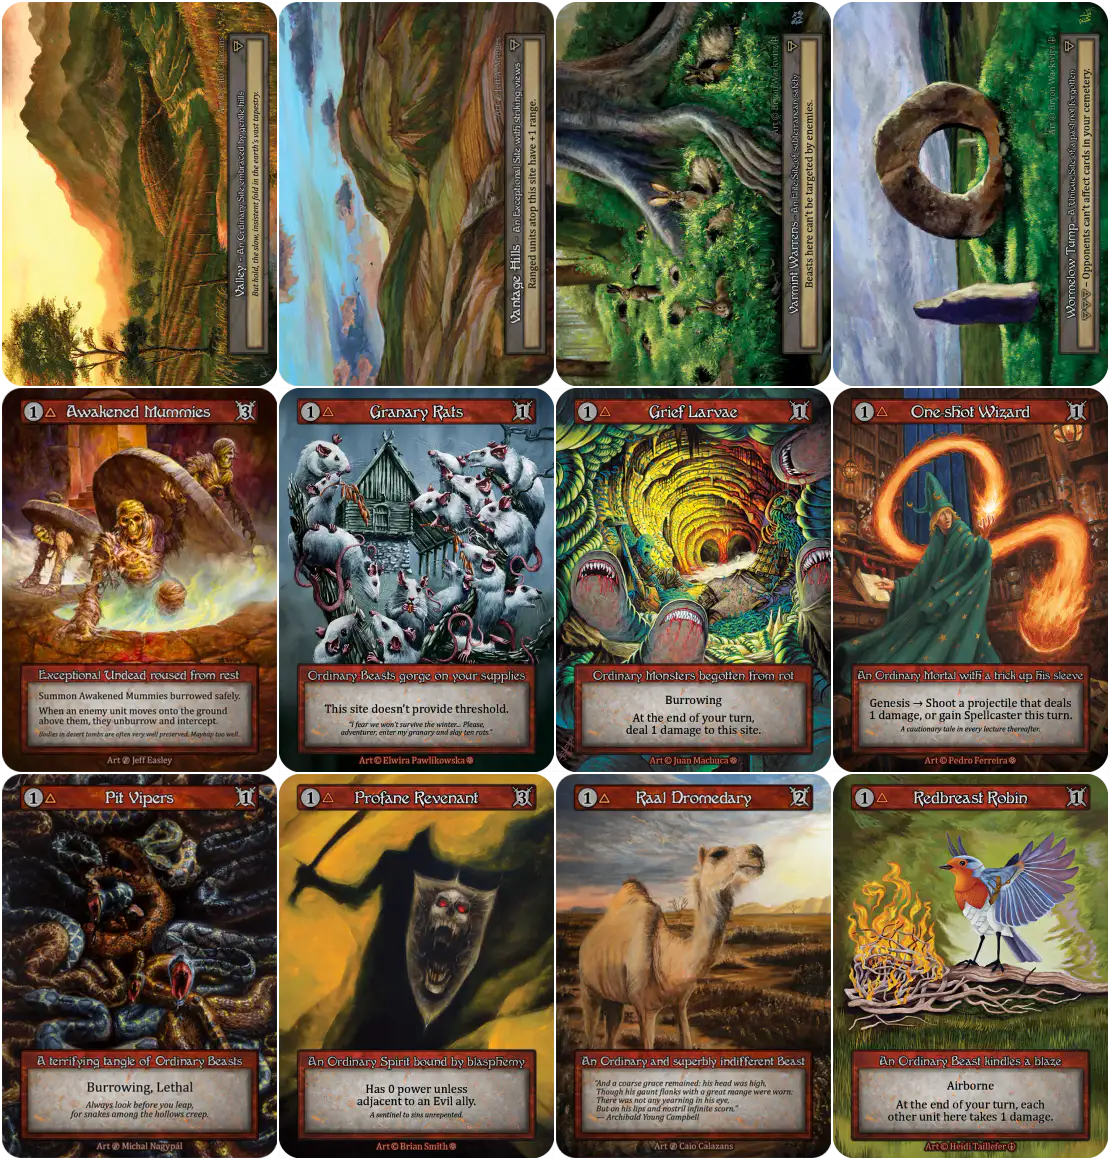 Valley - An Ordinary Site embraced by gentle hills
But hold, the slow, insistent fold in the earth's vast tapestry.
Vantage Hills - An Exceptional Site with striking views
Ranged units atop this site have +1 range.
Varmint Warrens - An Elite Site of subterranean safety
Beasts here can't be targeted by enemies.
Wormelow Tump - A Unique Site of a past not forgotten
- Opponents can't affect cards in your cemetery.
1 Awakened Mummies 3
Exceptional Undead roused from rest
Summon Awakened Mummies burrowed safely.
When an enemy unit moves onto the ground
above them, they unburrow and intercept.
Bodies in desert tombs are often very well preserved. Mayhap too well.
Art Jeff Easley
1 Granary Rats 1
Ordinary Beasts gorge on your supplies
This site doesn't provide threshold.
"I fear we won't survive the winter... Please,
adventurer, enter my granary and slay ten rats."
Art © Elwira Pawlikowska
1 Grief Larvae 1
Ordinary Monsters begotten from rot
Burrowing
At the end of your turn,
deal 1 damage to this site.
Art © Juan Machuca
1 One-shot Wizard 1
An Ordinary Mortal with a trick up his sleeve
Genesis → Shoot a projectile that deals
1 damage, or gain Spellcaster this turn.
A cautionary tale in every lecture thereafter.
Art © Pedro Ferreira
1 Pit Vipers 1
A terrifying tangle of Ordinary Beasts
Burrowing, Lethal
Always look before you leap,
for snakes among the hollows creep.
Art Michal Nagypál
1 Profane Revenant 3
An Ordinary Spirit bound by blasphemy
Has 0 power unless
adjacent to an Evil ally.
A sentinel to sins unrepented.
Art © Brian Smith
1 Raal Dromedary 2
An Ordinary and superbly indifferent Beast
"And a coarse grace remained: his head was high,
Though his gaunt flanks with a great mange were warn:
There was not any yearning in his eye,
But on his lips and nostril infinite scorn."
— Archibald Young Campbell
Art Caio Calazans
1 Redbreast Robin 1
An Ordinary Beast kindles a blaze
Airborne
At the end of your turn, each
other unit here takes 1 damage.
Art © Heidi Taillefer